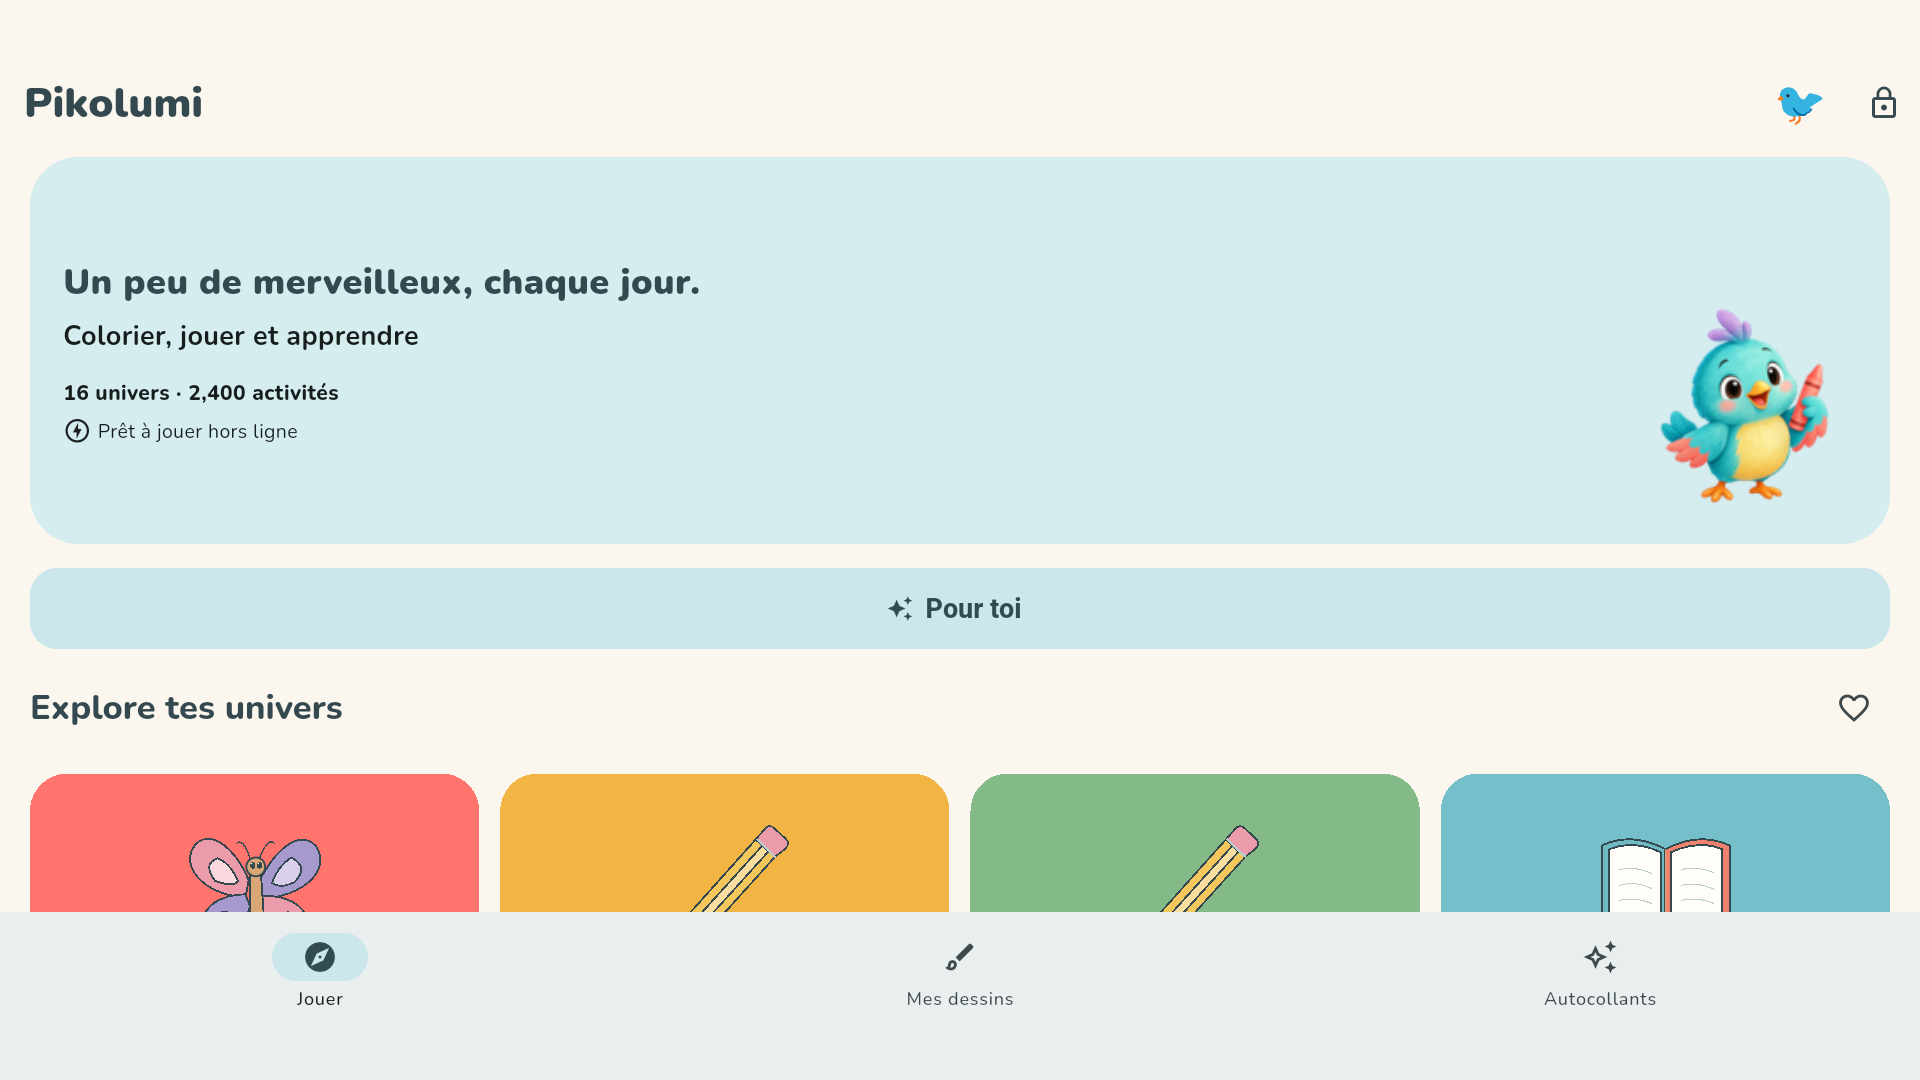 Pikolumi
Un peu de merveilleux, chaque jour.
Colorier, jouer et apprendre
16 univers · 2,400 activités
Prêt à jouer hors ligne
Pour toi
Explore tes univers
Jouer
Mes dessins
Autocollants